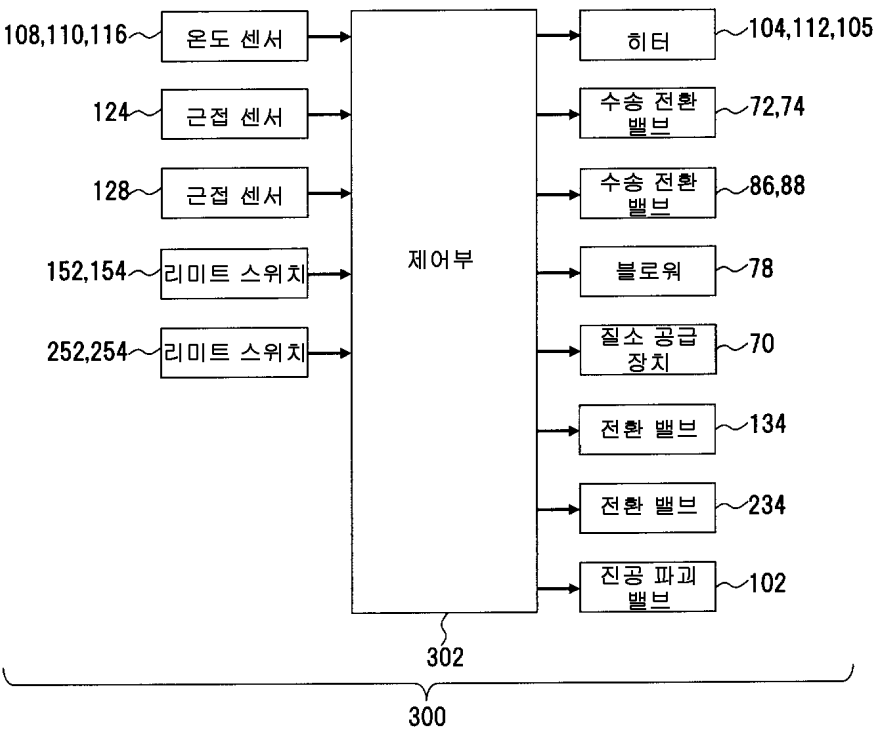 108,110,116
온도 센서
124
근접 센서
128
근접 센서
152,154
리미트 스위치
252,254
리미트 스위치
제어부
302
히터
104,112,105
수송 전환
밸브
72,74
수송 전환
밸브
86,88
블로워
78
질소 공급
장치
70
전환 밸브
134
전환 밸브
234
진공 파괴
밸브
102
300